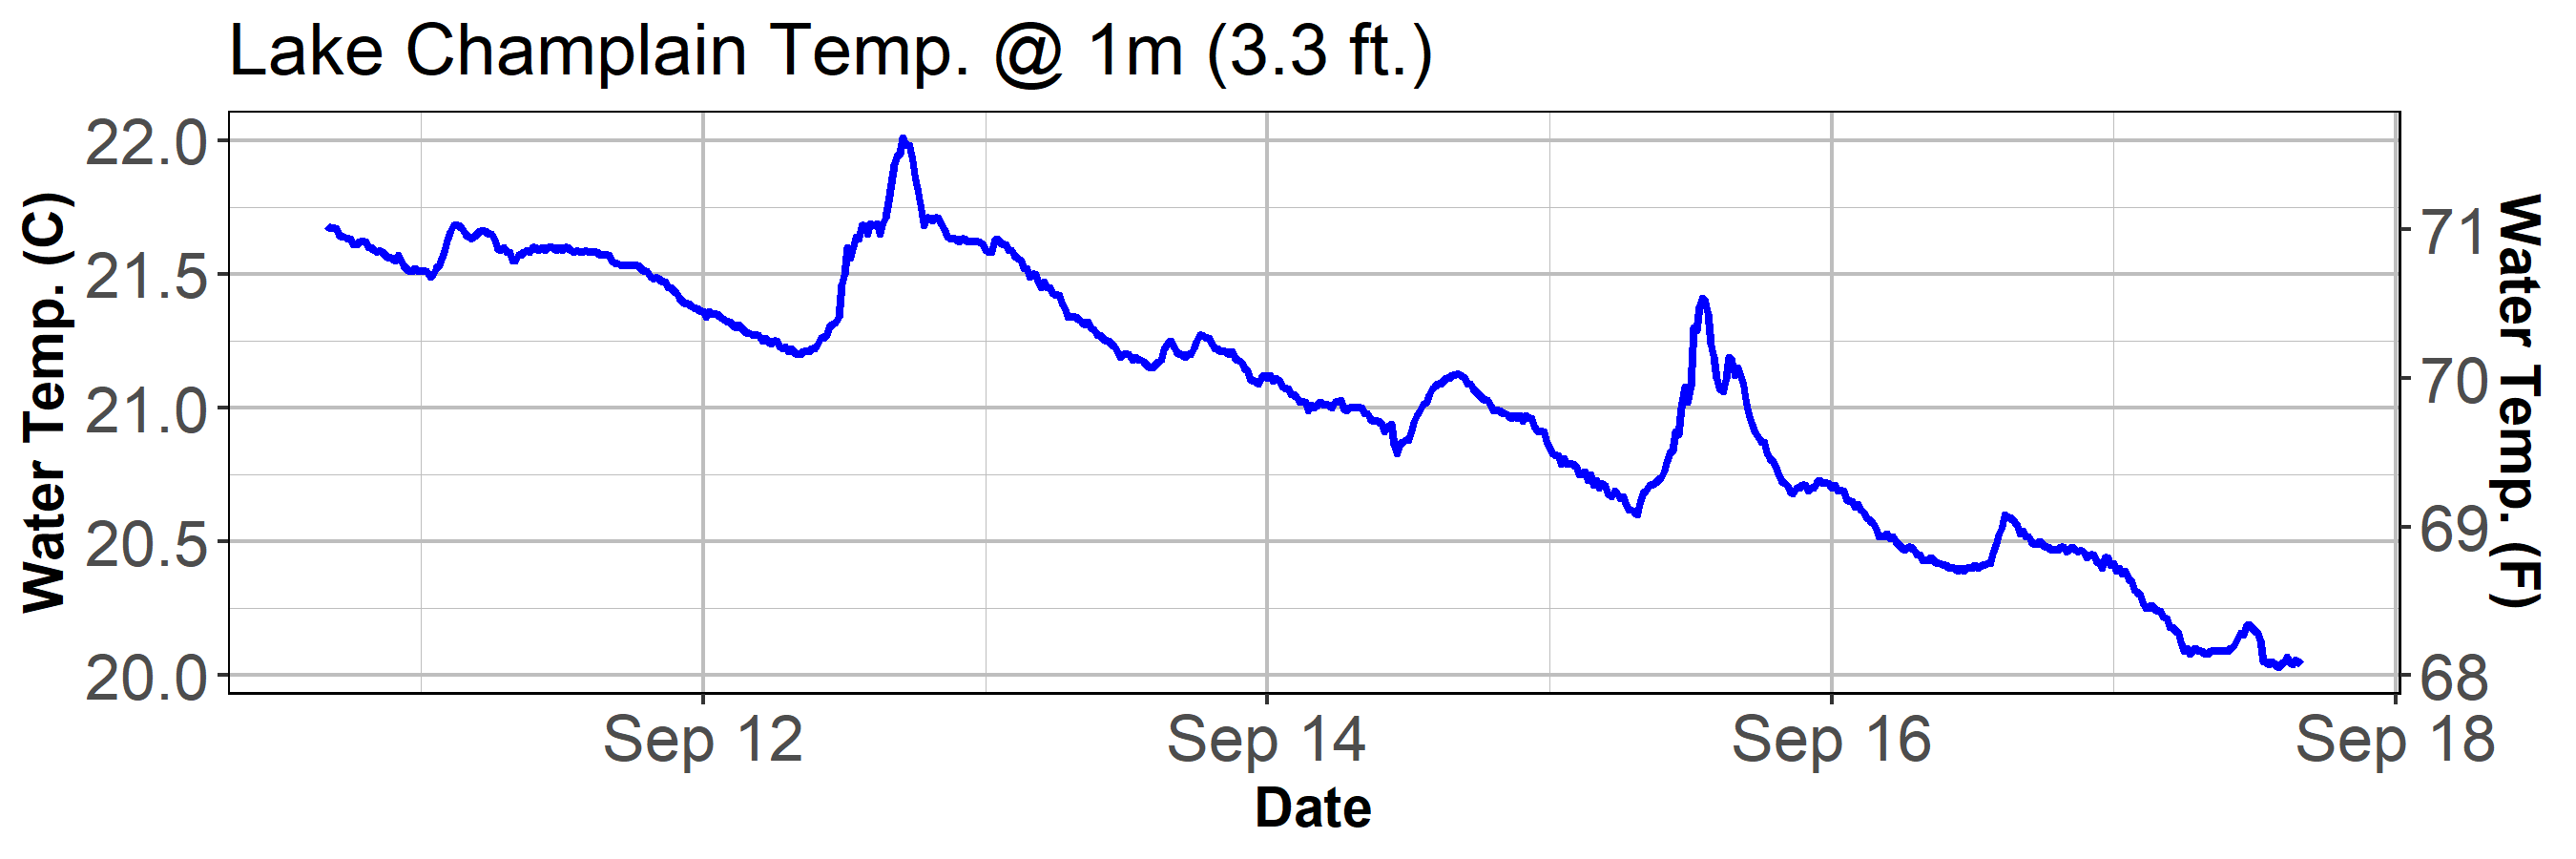 Lake Champlain Temp. @ 1m (3.3 ft.)
Water Temp. (C)
22.0
21.5
21.0
20.5
20.0
71
70
69
68
Water Temp. (F)
Sep 12
Sep 14
Sep 16
Sep 18
Date